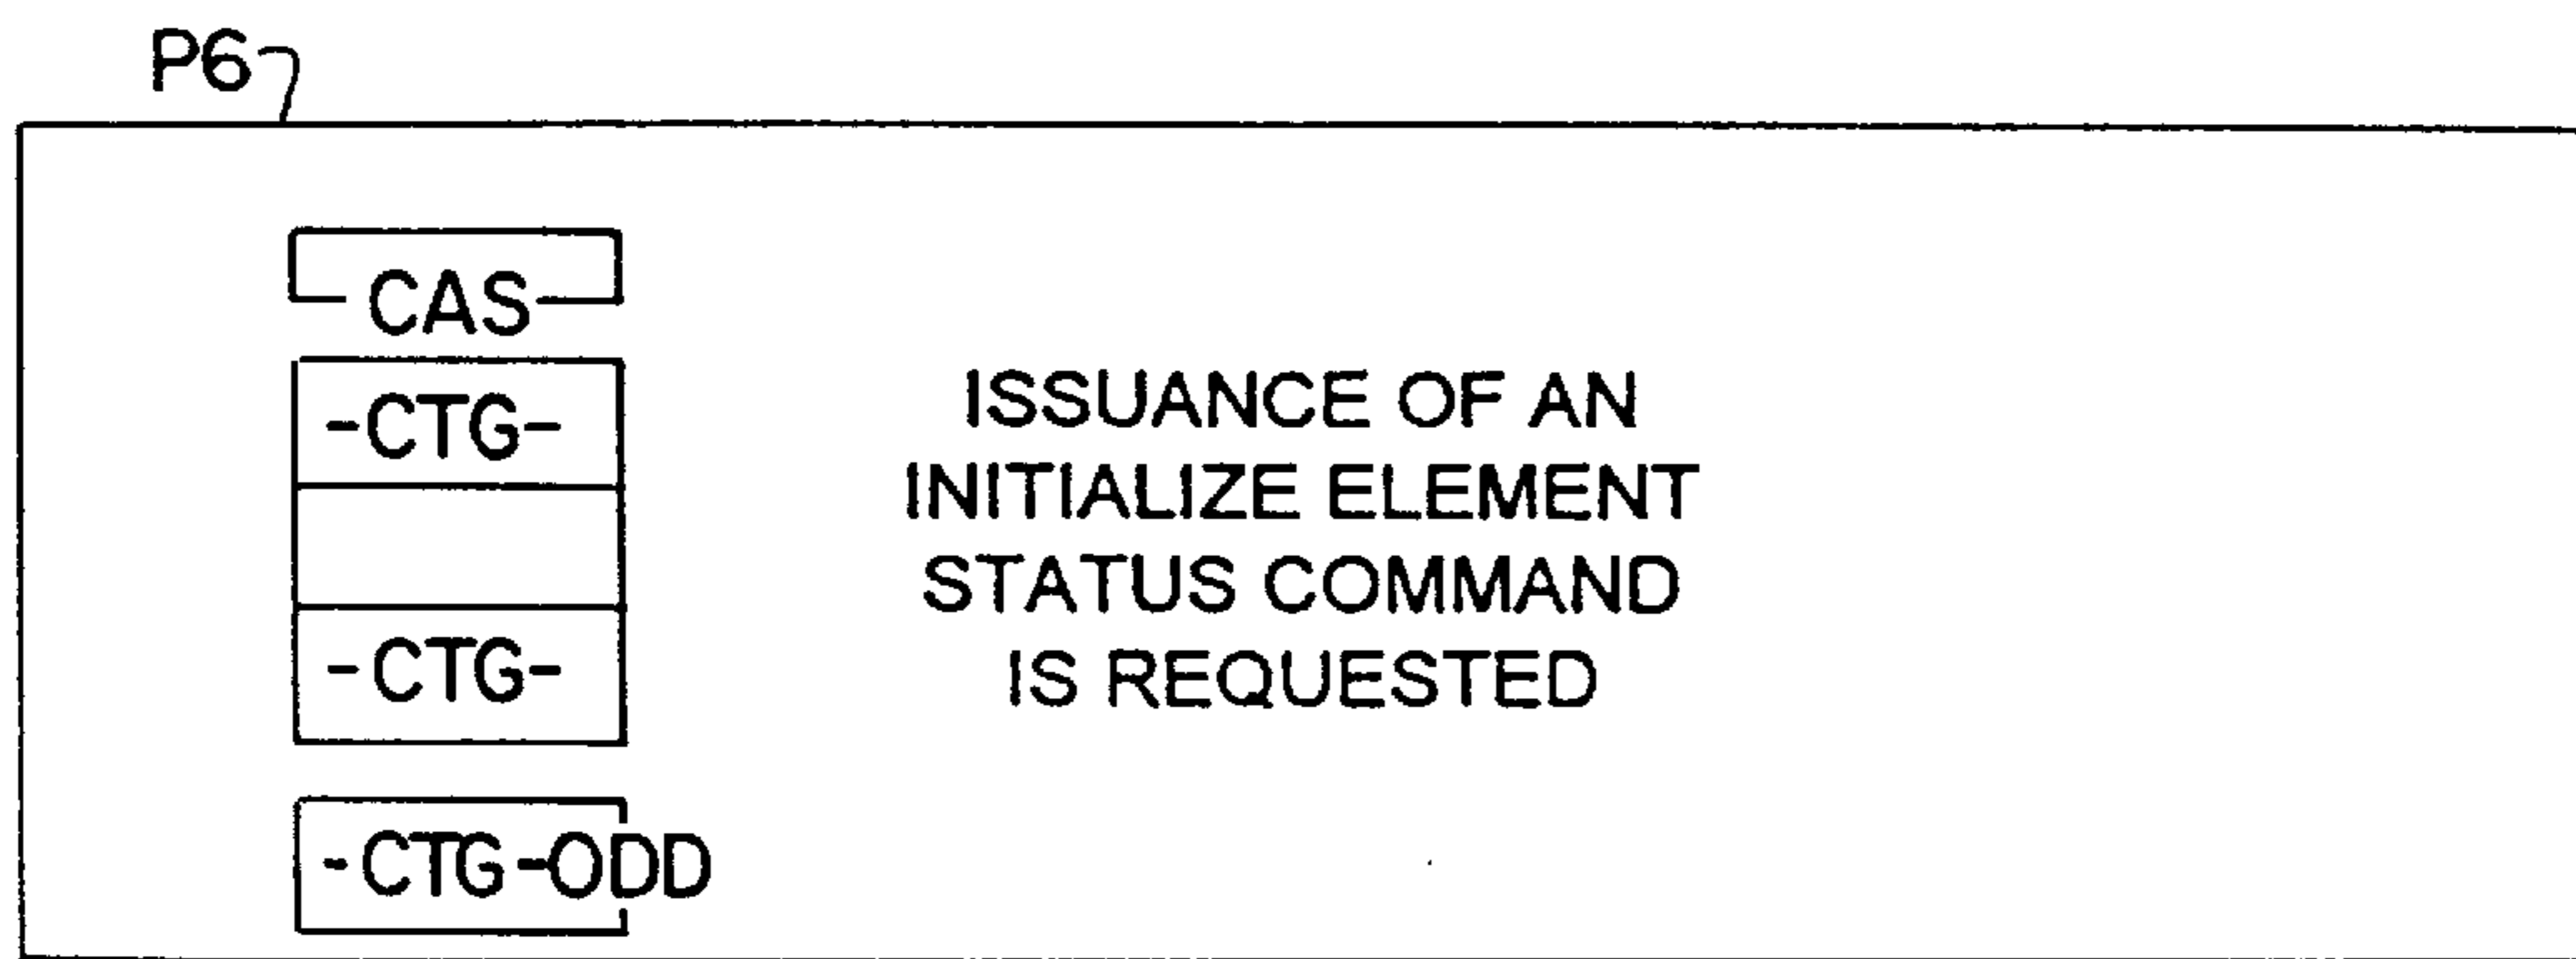 P6
CAS
-CTG-
-CTG-
-CTG-ODD
ISSUANCE OF AN
INITIALIZE ELEMENT
STATUS COMMAND
IS REQUESTED